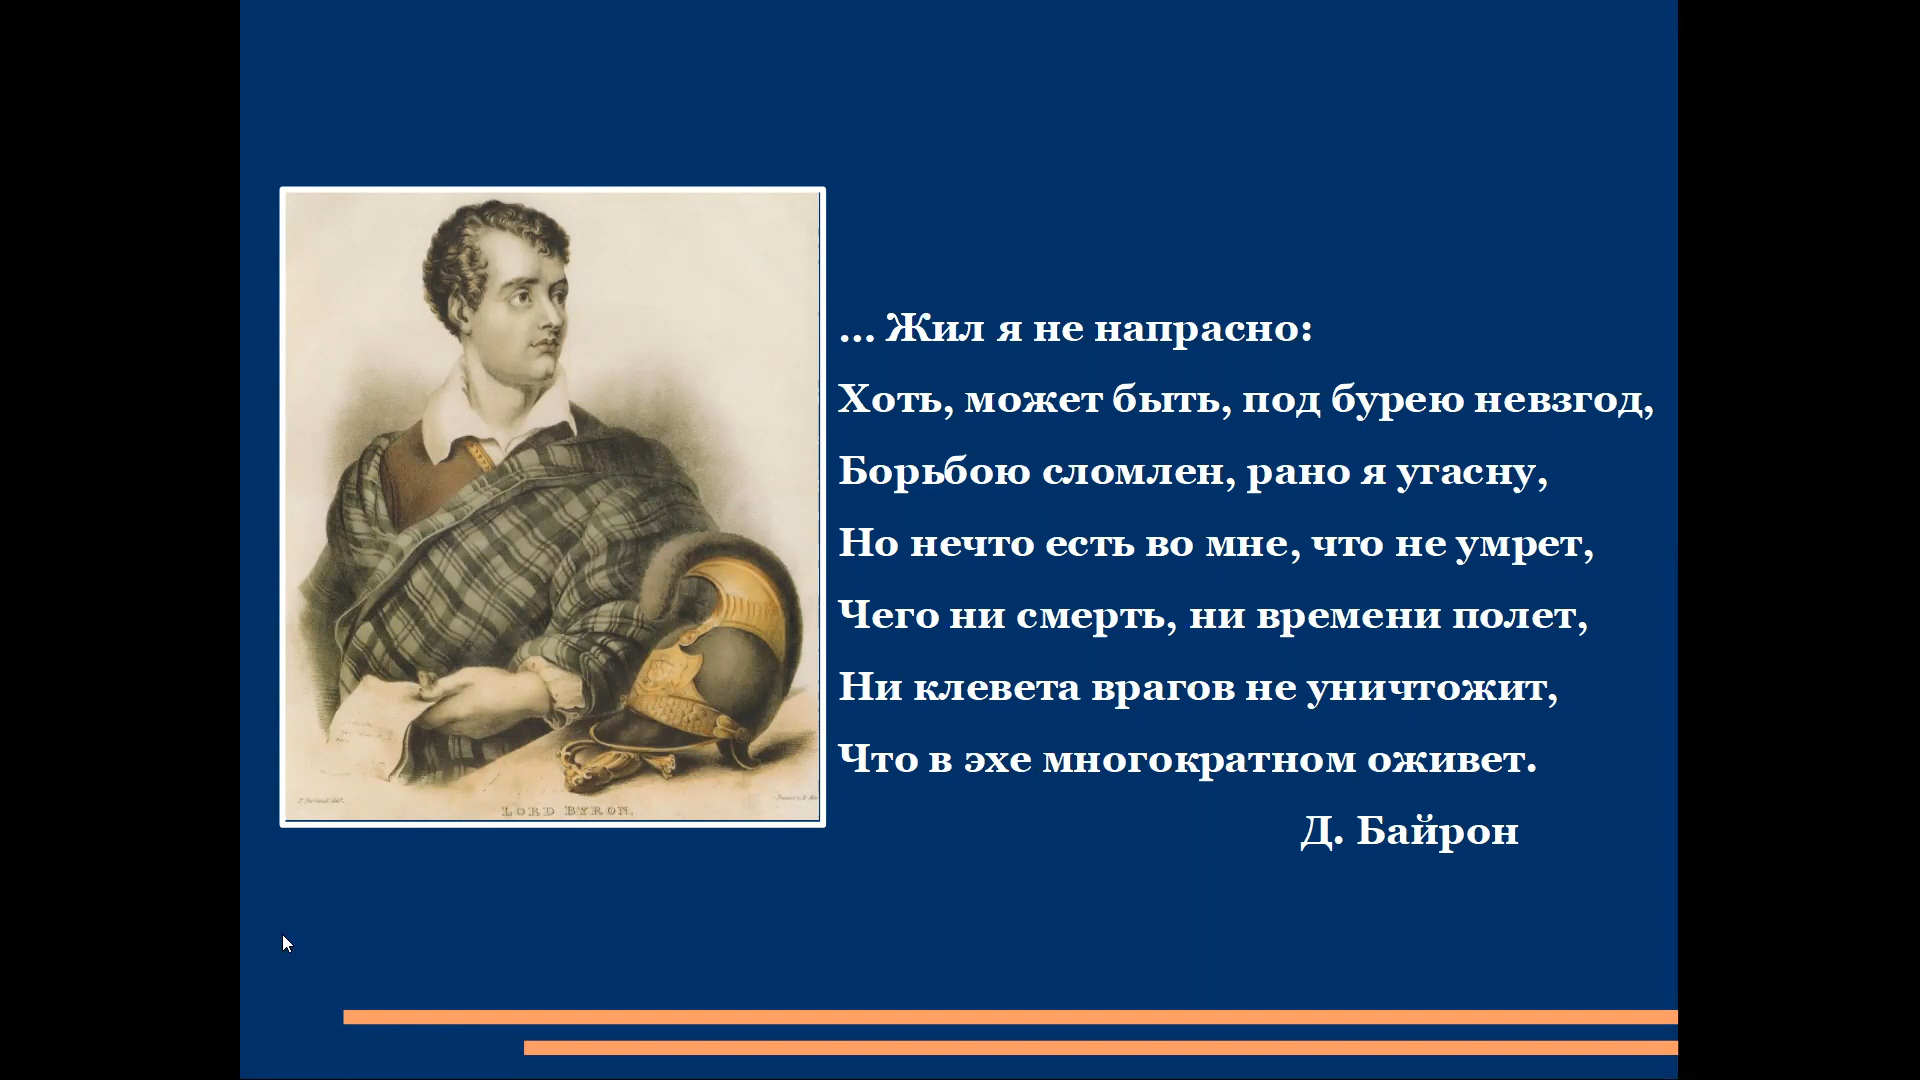 ... Жил я не напрасно:
Хоть, может быть, под бурею невзгод,
Борьбою сломлен, рано я угасну,
Но нечто есть во мне, что не умрет,
Чего ни смерть, ни времени полет,
Ни клевета врагов не уничтожит,
Что в эхе многократном оживет.
Д. Байрон
LORD BYRON.